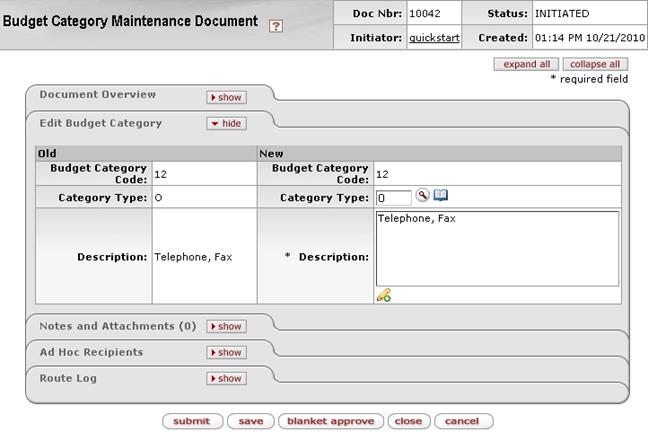 Budget Category Maintenance Document ?
Doc Nbr: 10042 Status: INITIATED
Initiator: quickstart Created: 01:14 PM 10/21/2010
expand all collapse all
* required field
Document Overview show
Edit Budget Category hide
Old New
Budget Category Code: 12 Budget Category Code: 12
Category Type: O Category Type: O
Description: Telephone, Fax * Description: Telephone, Fax
Notes and Attachments (0) show
Ad Hoc Recipients show
Route Log show
submit save blanket approve close cancel